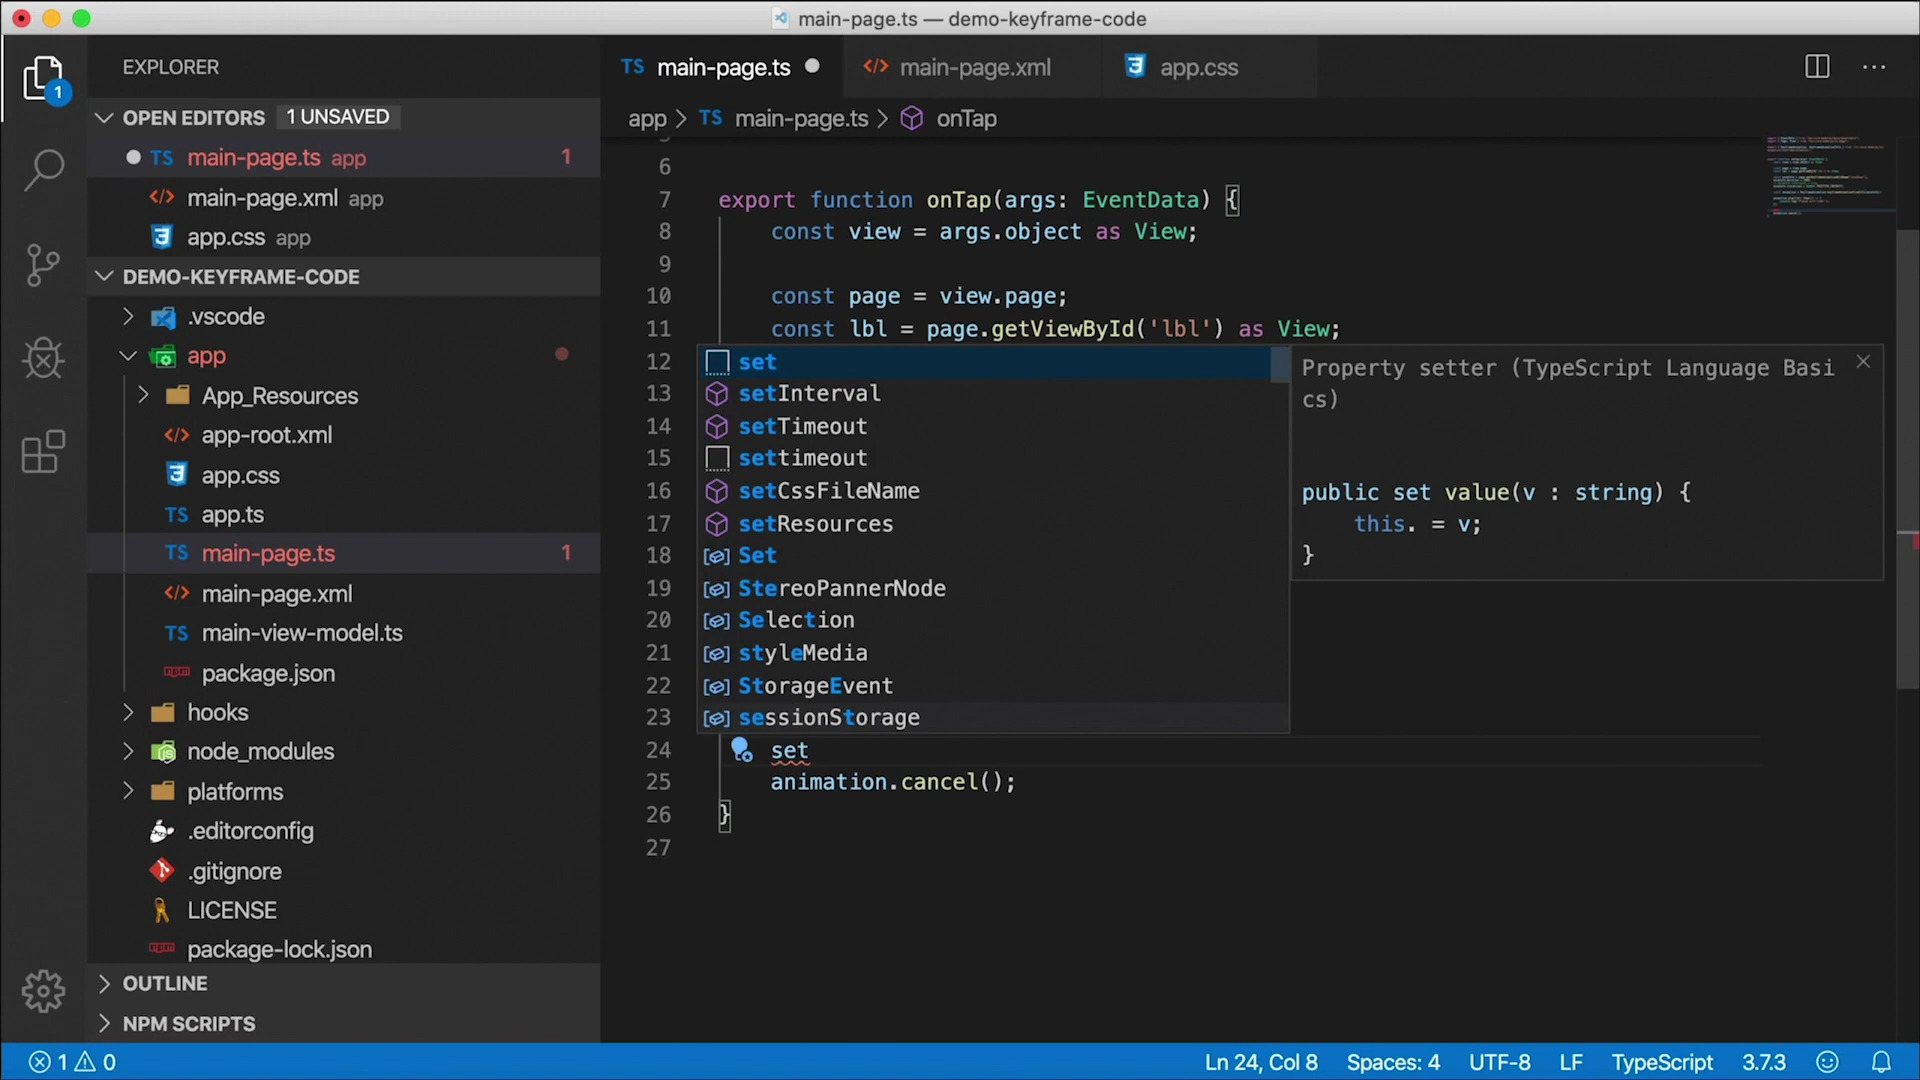 main-page.ts — demo-keyframe-code
EXPLORER
1
OPEN EDITORS 1 UNSAVED
TS main-page.ts app 1
main-page.xml app
app.css app
DEMO-KEYFRAME-CODE
.vscode
app
App_Resources
app-root.xml
app.css
TS app.ts
TS main-page.ts 1
main-page.xml
TS main-view-model.ts
package.json
hooks
node_modules
platforms
.editorconfig
.gitignore
LICENSE
package-lock.json
OUTLINE
NPM SCRIPTS
TS main-page.ts main-page.xml app.css
app > TS main-page.ts > onTap
6
7 export function onTap(args: EventData) {
8 const view = args.object as View;
9
10 const page = view.page;
11 const lbl = page.getViewById('lbl') as View;
12 set
13 setInterval
14 setTimeout
15 settimeout
16 setCssFileName
17 setResources
18 Set
19 StereoPannerNode
20 Selection
21 styleMedia
22 StorageEvent
23 sessionStorage
24 set
25 animation.cancel();
26 }
27
Property setter (TypeScript Language Basi
cs)
public set value(v : string) {
this. = v;
}
1 0 Ln 24, Col 8 Spaces: 4 UTF-8 LF TypeScript 3.7.3